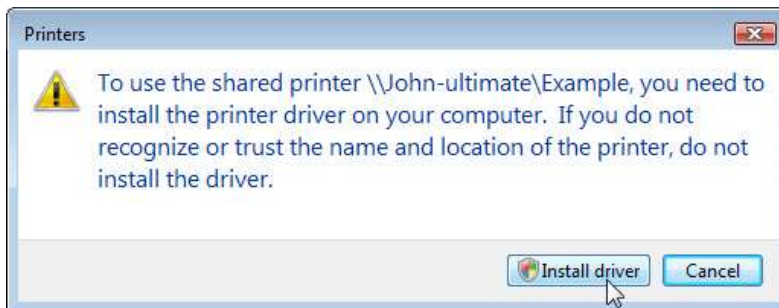 Printers
To use the shared printer \\John-ultimate\Example, you need to
install the printer driver on your computer.  If you do not
recognize or trust the name and location of the printer, do not
install the driver.
Install driver
Cancel